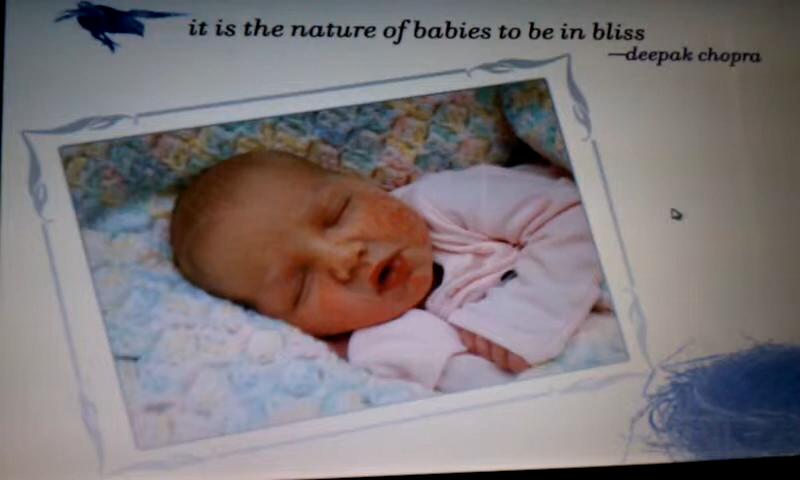 it is the nature of babies to be in bliss
—deepak chopra